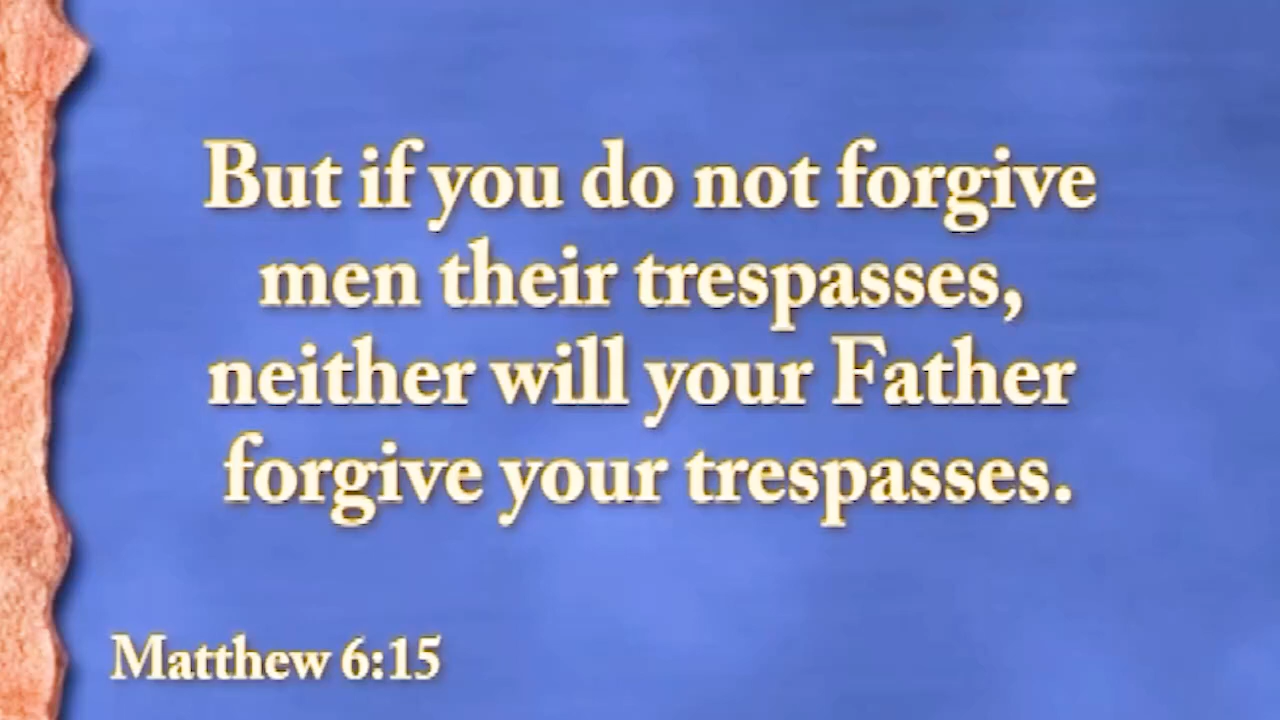 But if you do not forgive
men their trespasses,
neither will your Father
forgive your trespasses.
Matthew 6:15